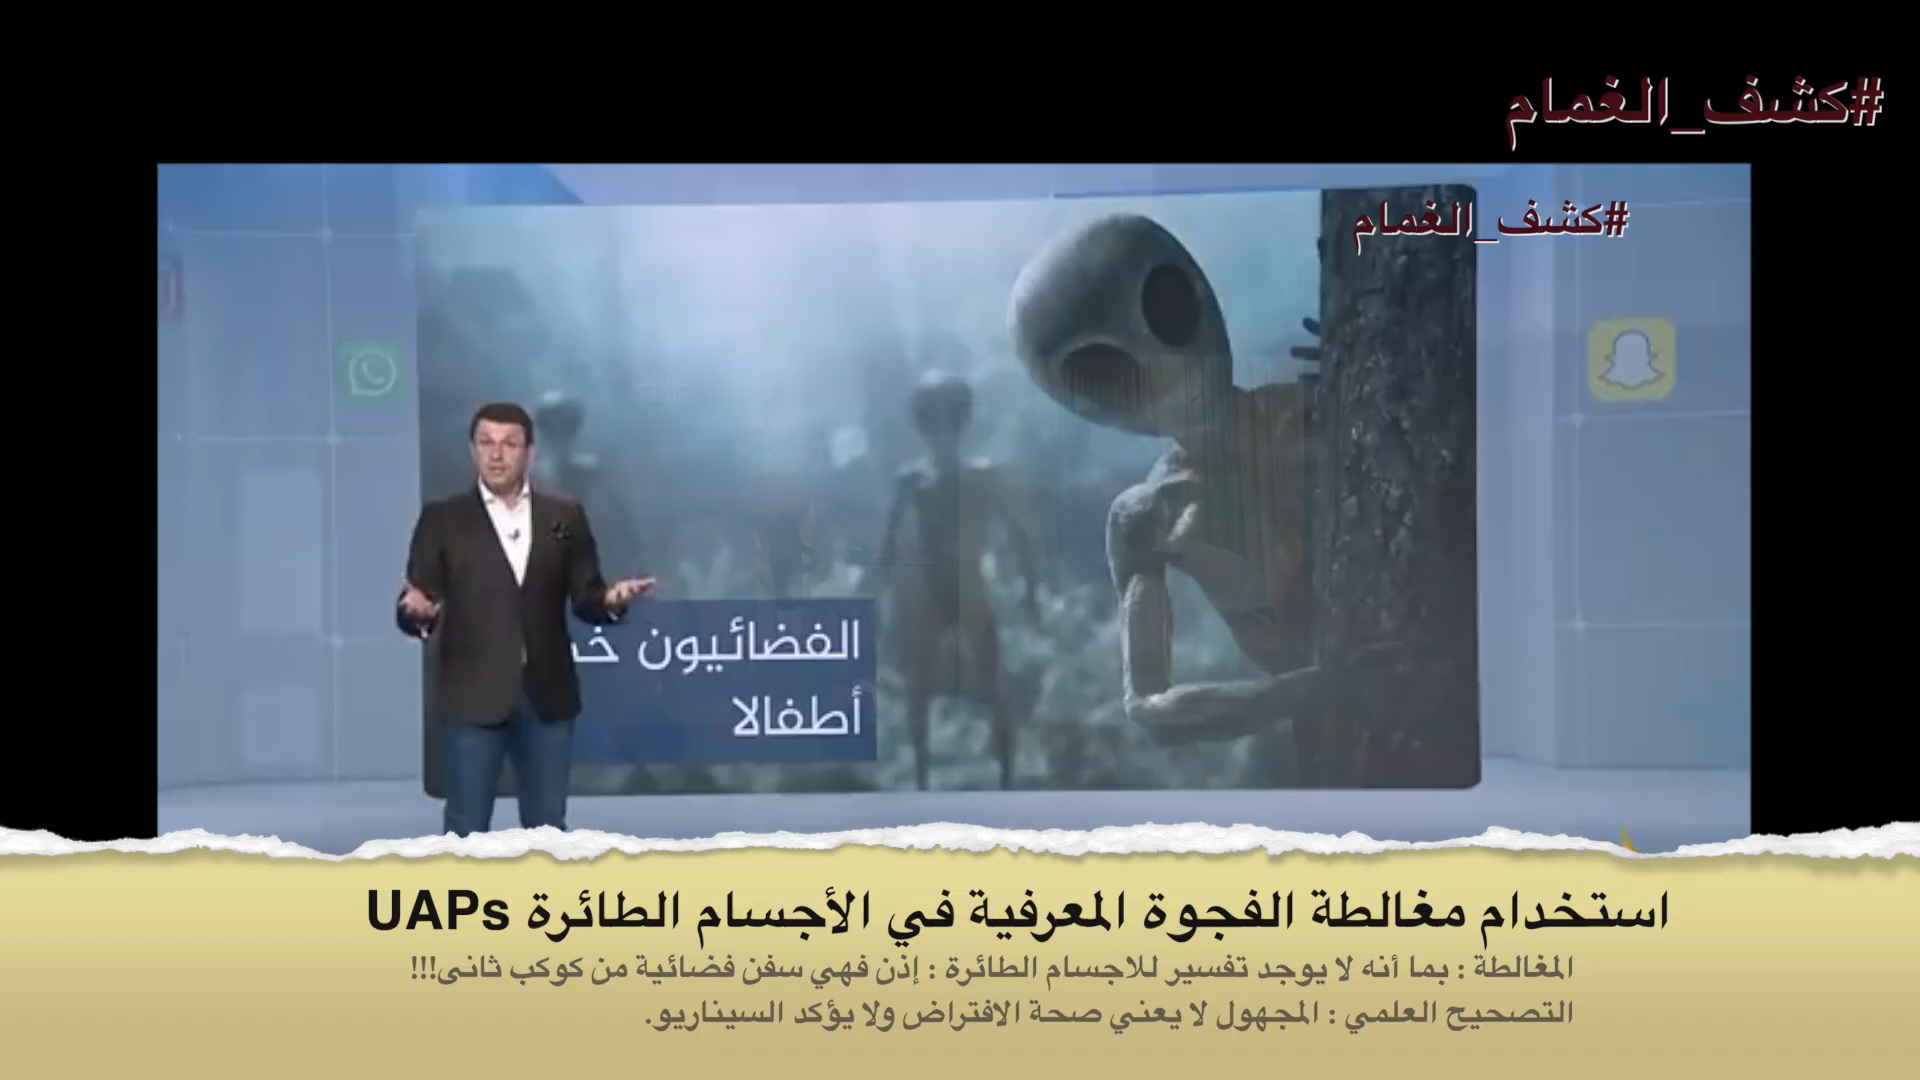 #كشف_الغمام
#كشف_الغمام
الفضائيون
أطفالا
استخدام مغالطة الفجوة المعرفية في الأجسام الطائرة UAPs
المغالطة : بما أنه لا يوجد تفسير للاجسام الطائرة : إذن فهي سفن فضائية من كوكب ثانى!!!
التصحيح العلمي : المجهول لا يعني صحة الافتراض ولا يؤكد السيناريو.